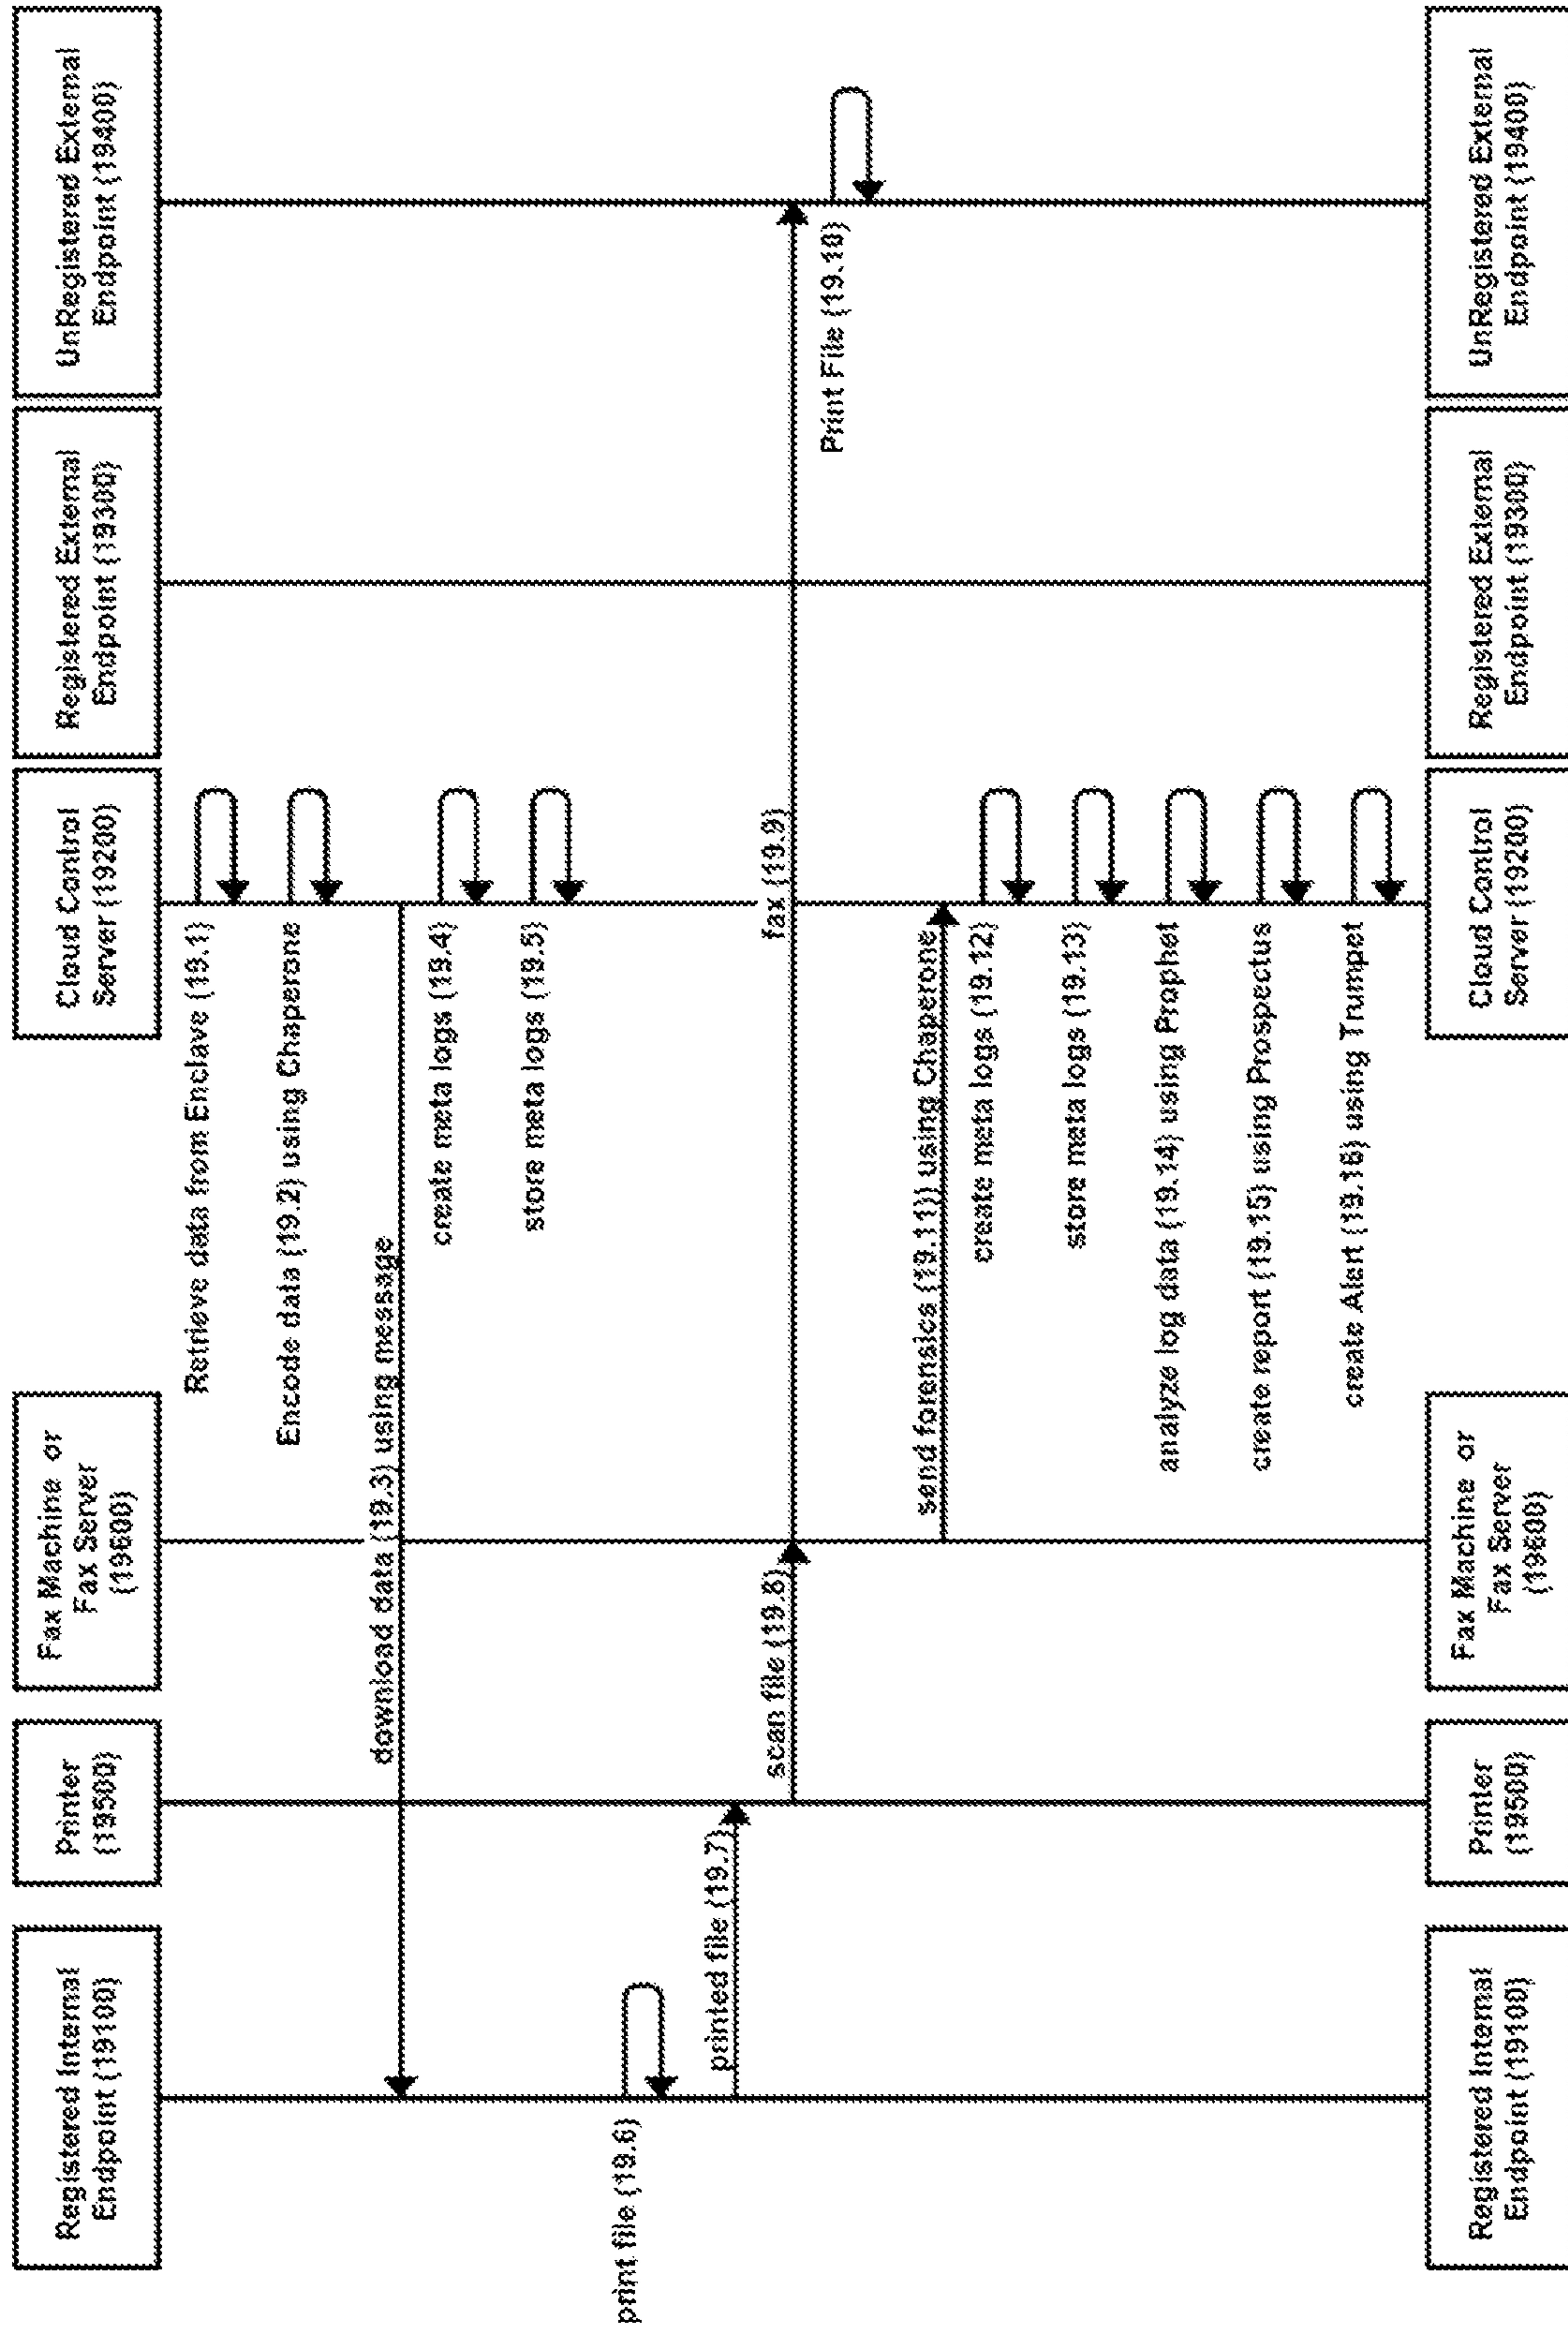 Registered Internal
Endpoint (19100)
Printer
(19500)
Fax Machine or
Fax Server
(19600)
Cloud Control
Server (19200)
Registered External
Endpoint (19300)
UnRegistered External
Endpoint (19400)
Retrieve data from Enclave (19.1)
Encode data (19.2) using Chaperone
download data (19.3) using message
create meta logs (19.4)
store meta logs (19.5)
print file (19.6)
printed file (19.7)
scan file (19.8)
fax (19.9)
Print File (19.10)
send forensics (19.11)) using Chaperone
create meta logs (19.12)
store meta logs (19.13)
analyze log data (19.14) using Prophet
create report (19.15) using Prospectus
create Alert (19.16) using Trumpet
Registered Internal
Endpoint (19100)
Printer
(19500)
Fax Machine or
Fax Server
(19600)
Cloud Control
Server (19200)
Registered External
Endpoint (19300)
UnRegistered External
Endpoint (19400)